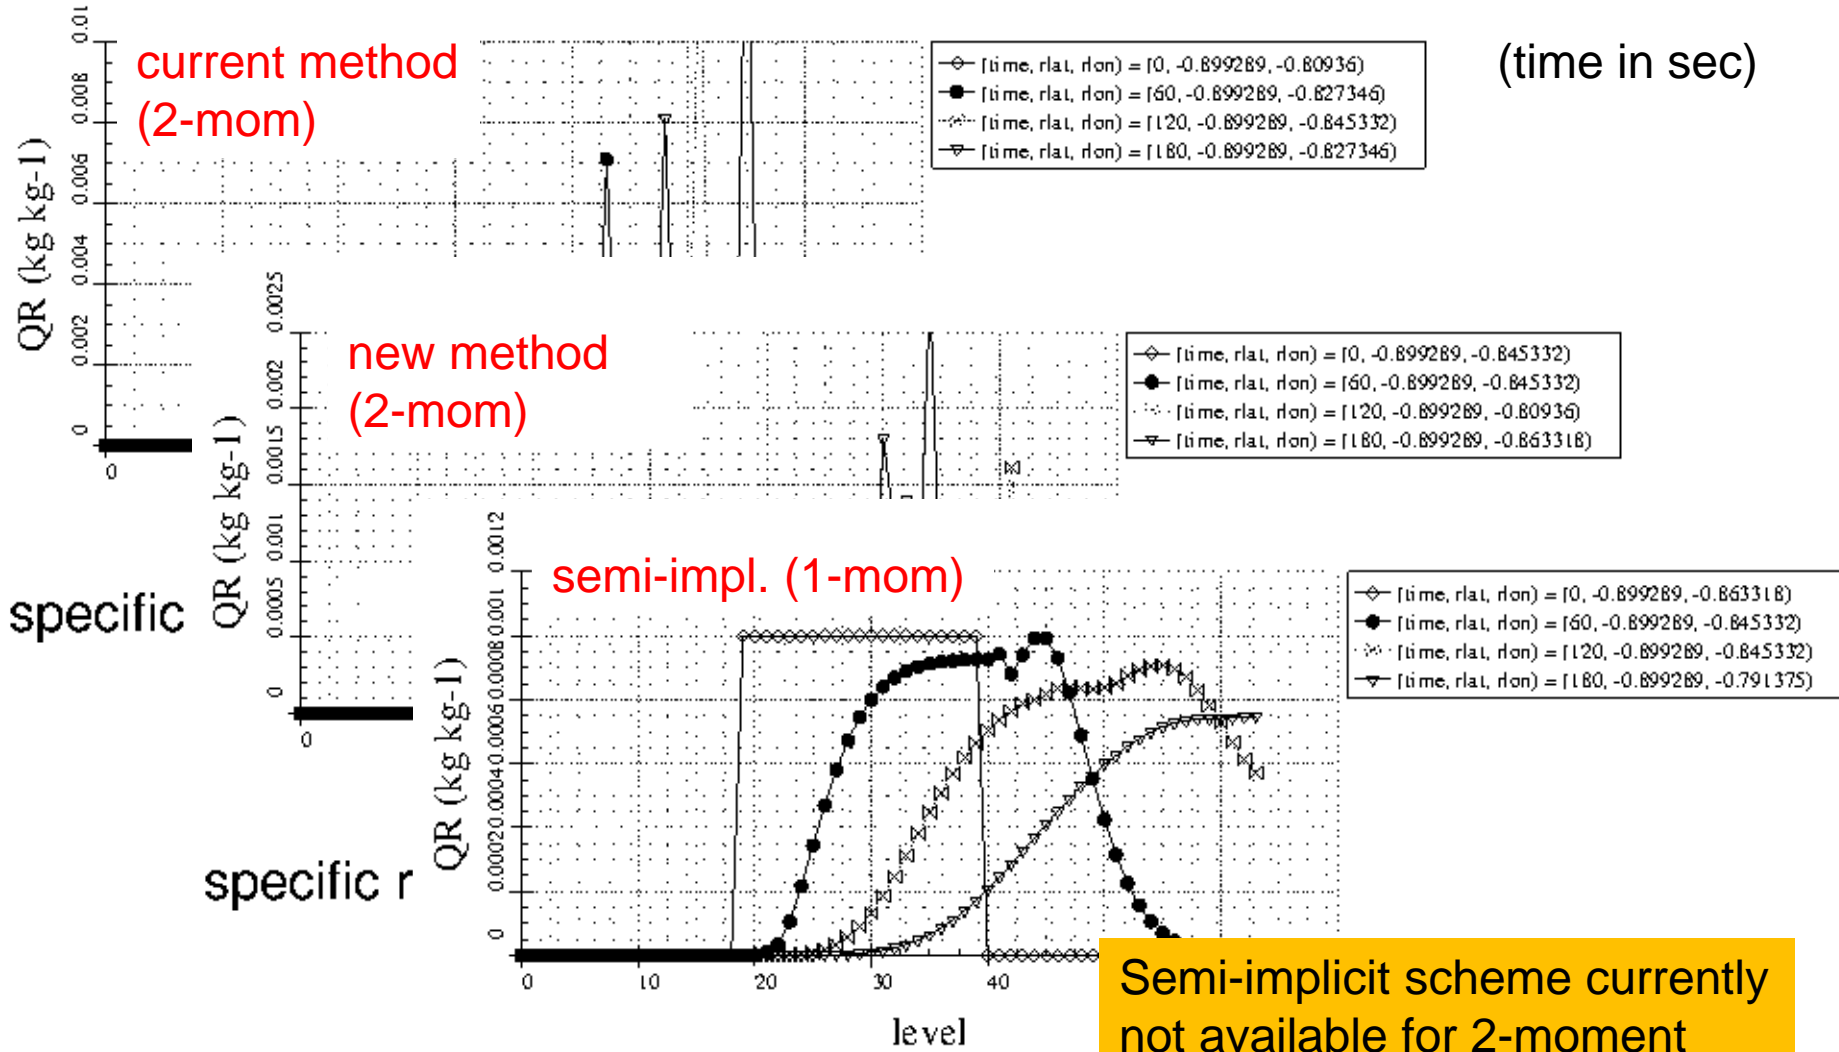 current method
(2-mom)
(time in sec)
0.01
0.008
0.006
0.004
0.002
0
QR (kg kg-1)
0
(time, rlat, rlon) = (0, -0.899289, -0.80936)
(time, rlat, rlon) = (60, -0.899289, -0.827346)
(time, rlat, rlon) = (120, -0.899289, -0.845332)
(time, rlat, rlon) = (180, -0.899289, -0.827346)
new method
(2-mom)
0.0025
0.002
0.0015
0.001
0.0005
0
QR (kg kg-1)
0
(time, rlat, rlon) = (0, -0.899289, -0.845332)
(time, rlat, rlon) = (60, -0.899289, -0.845332)
(time, rlat, rlon) = (120, -0.899289, -0.80936)
(time, rlat, rlon) = (180, -0.899289, -0.863318)
specific
semi-impl. (1-mom)
0.0012
0.001
0.0008
0.0006
0.0004
0.0002
0
QR (kg kg-1)
0 10 20 30 40
level
(time, rlat, rlon) = (0, -0.899289, -0.863318)
(time, rlat, rlon) = (60, -0.899289, -0.845332)
(time, rlat, rlon) = (120, -0.899289, -0.845332)
(time, rlat, rlon) = (180, -0.899289, -0.791375)
specific r
Semi-implicit scheme currently
not available for 2-moment